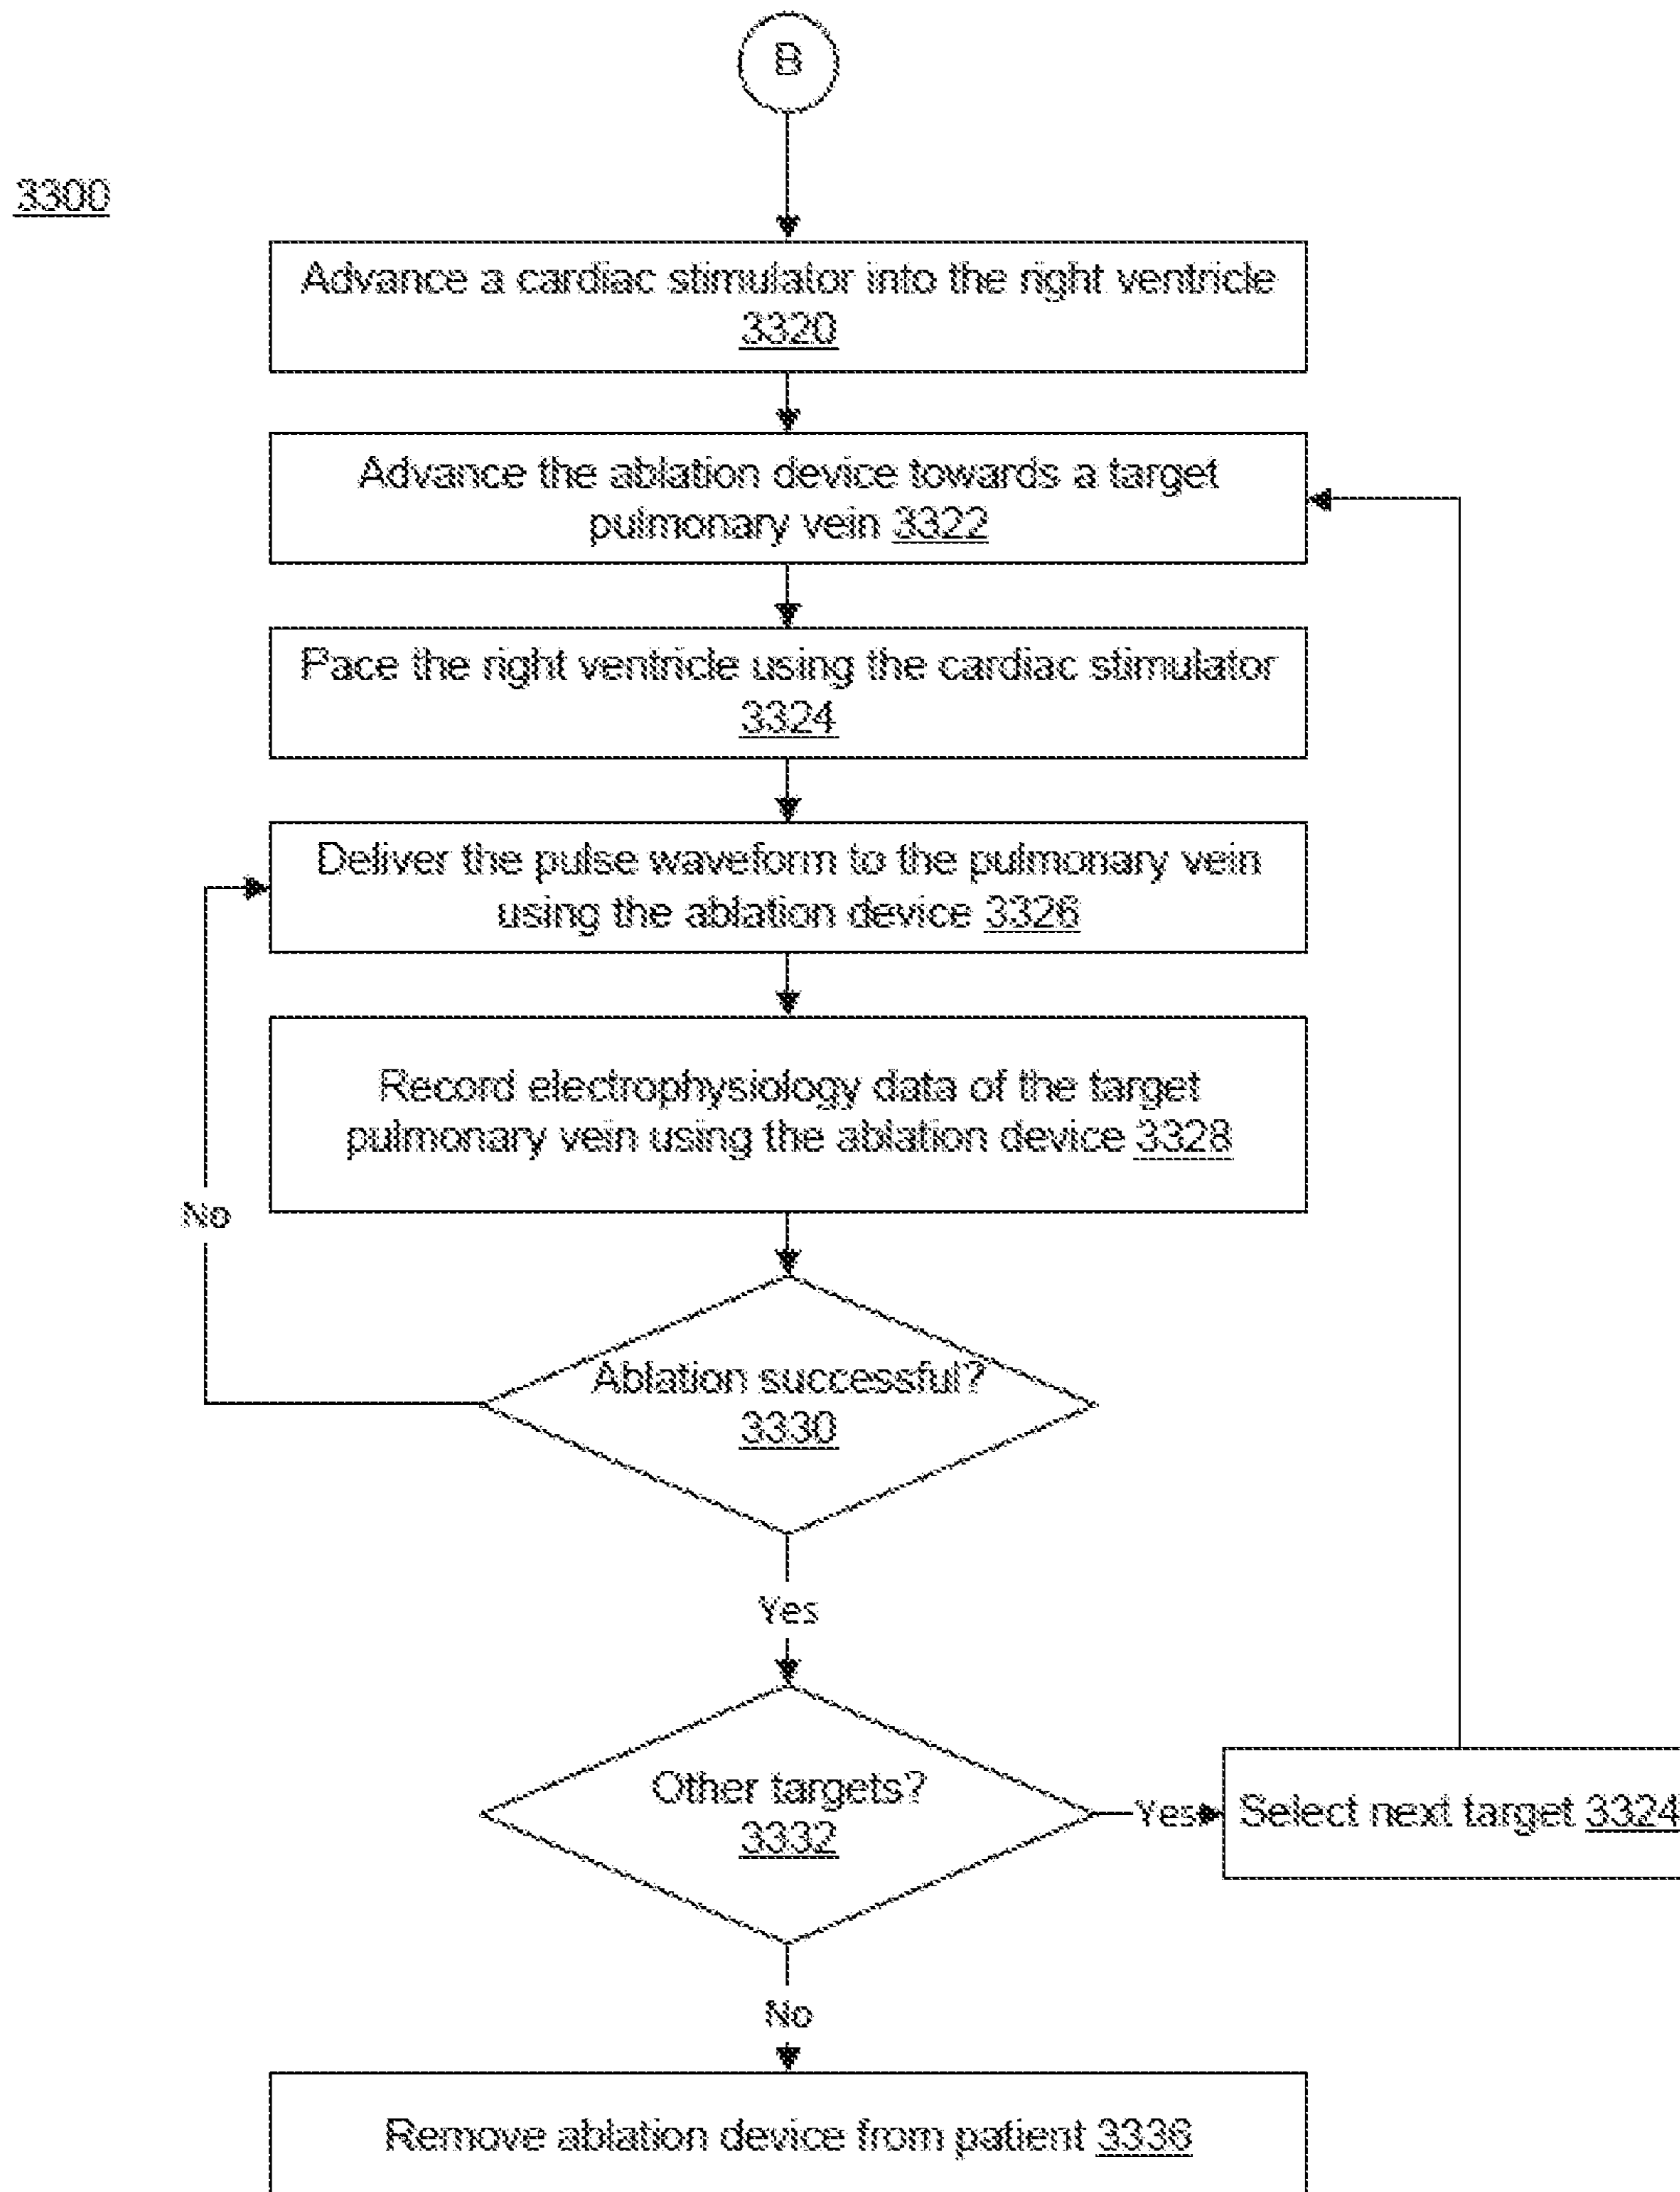 B
3300
Advance a cardiac stimulator into the right ventricle
3320
Advance the ablation device towards a target
pulmonary vein 3322
Pace the right ventricle using the cardiac stimulator
3324
Deliver the pulse waveform to the pulmonary vein
using the ablation device 3326
Record electrophysiology data of the target
pulmonary vein using the ablation device 3328
No
Ablation successful?
3330
Yes
Other targets?
3332
Yes
Select next target 3324
No
Remove ablation device from patient 3336